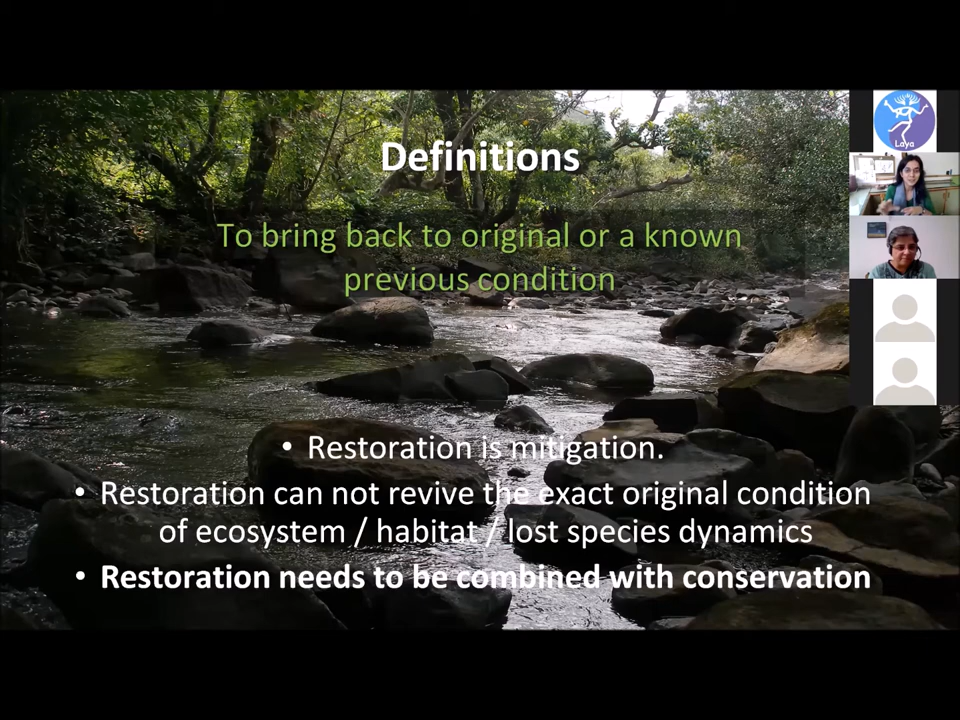 Definitions
To bring back to original or a known
previous condition
• Restoration is mitigation.
• Restoration can not revive the exact original condition
of ecosystem / habitat / lost species dynamics
• Restoration needs to be combined with conservation
Laya